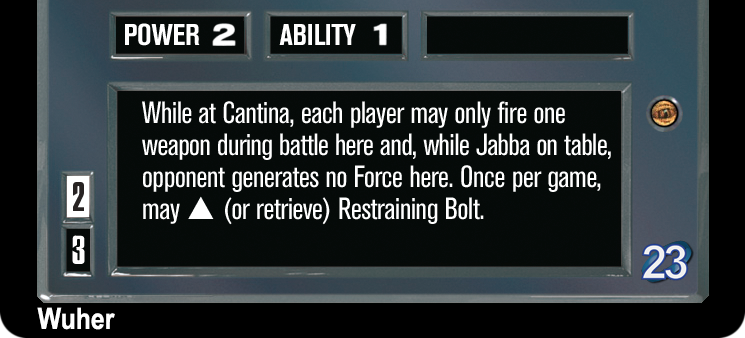 POWER 2 ABILITY 1
While at Cantina, each player may only fire one
weapon during battle here and, while Jabba on table,
opponent generates no Force here. Once per game,
may ▲ (or retrieve) Restraining Bolt.
2
3
23
Wuher